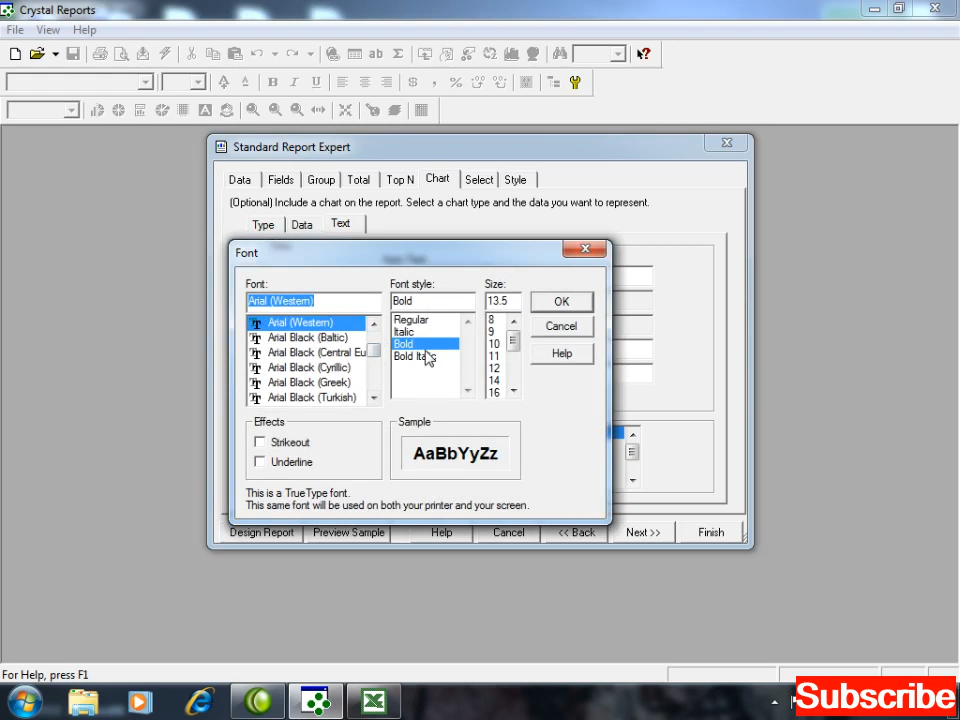 Crystal Reports
File View Help
ab Σ
B I U $ , %
A
Standard Report Expert
Data Fields Group Total Top N Chart Select Style
(Optional) Include a chart on the report. Select a chart type and the data you want to represent.
Type Data Text
Font
Font: Font style: Size:
Arial (Western) Bold 13.5
Arial (Western)
Arial Black (Baltic)
Arial Black (Central Eu
Arial Black (Cyrillic)
Arial Black (Greek)
Arial Black (Turkish)
Regular
Italic
Bold
Bold Italic
8
9
10
11
12
14
16
OK
Cancel
Help
Effects
Strikeout
Underline
Sample
AaBbYyZz
This is a TrueType font.
This same font will be used on both your printer and your screen.
Design Report Preview Sample Help Cancel << Back Next >> Finish
For Help, press F1
Subscribe